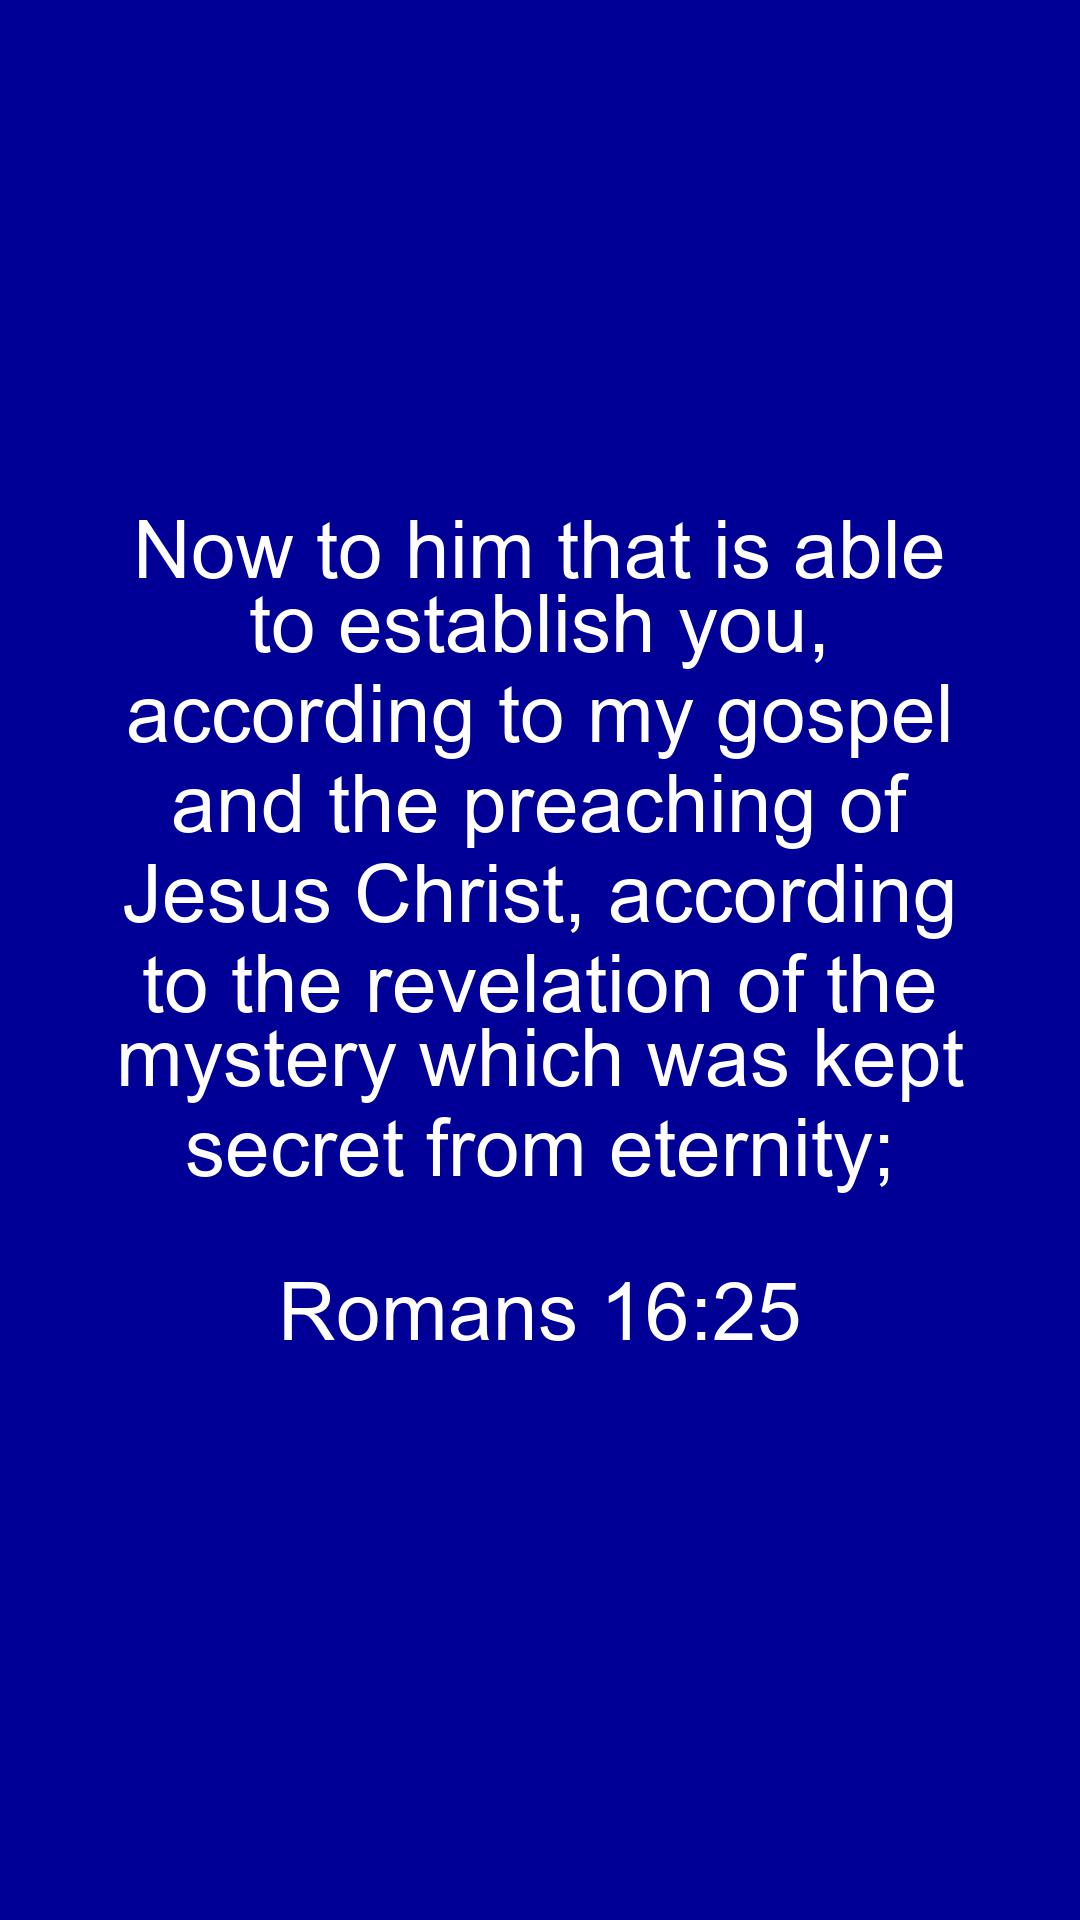 Now to him that is able
to establish you,
according to my gospel
and the preaching of
Jesus Christ, according
to the revelation of the
mystery which was kept
secret from eternity;
Romans 16:25